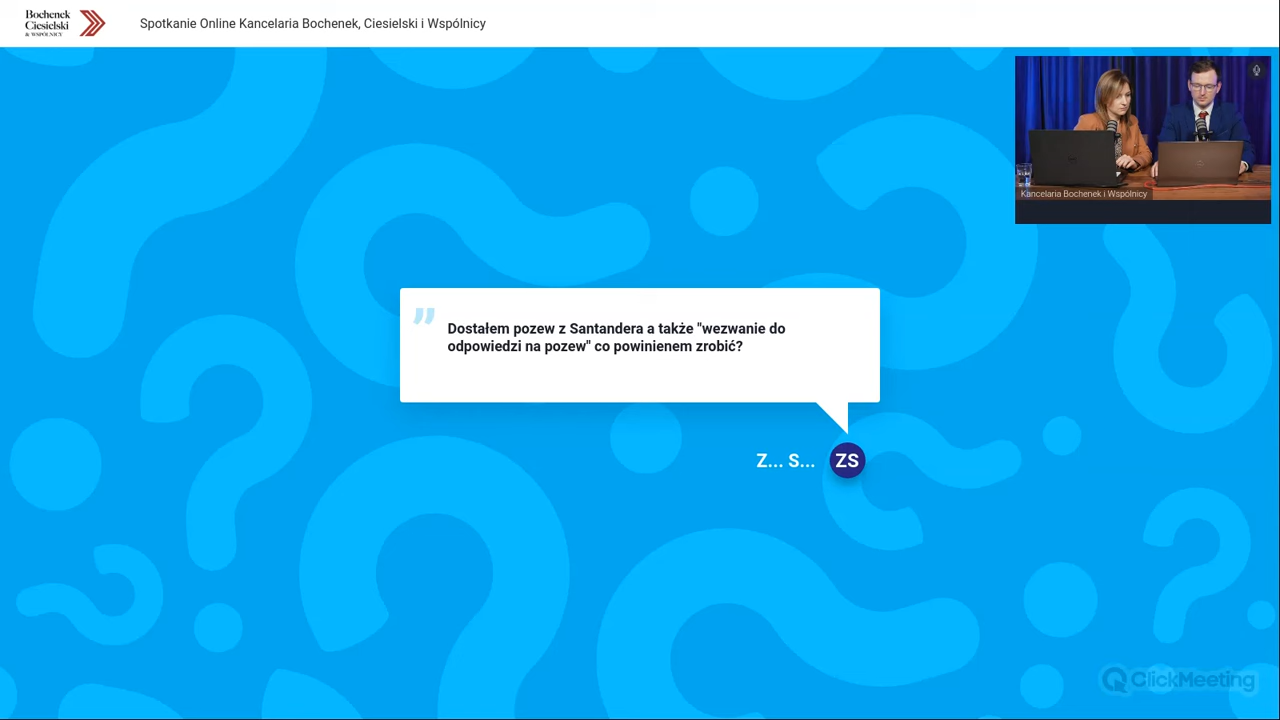 Bochenek
Ciesielski
& WSPÓLNICY
Spotkanie Online Kancelaria Bochenek, Ciesielski i Wspólnicy
Kancelaria Bochenek i Wspólnicy
" Dostałem pozew z Santandera a także "wezwanie do
odpowiedzi na pozew" co powinienem zrobić?
Z... S... ZS
ClickMeeting